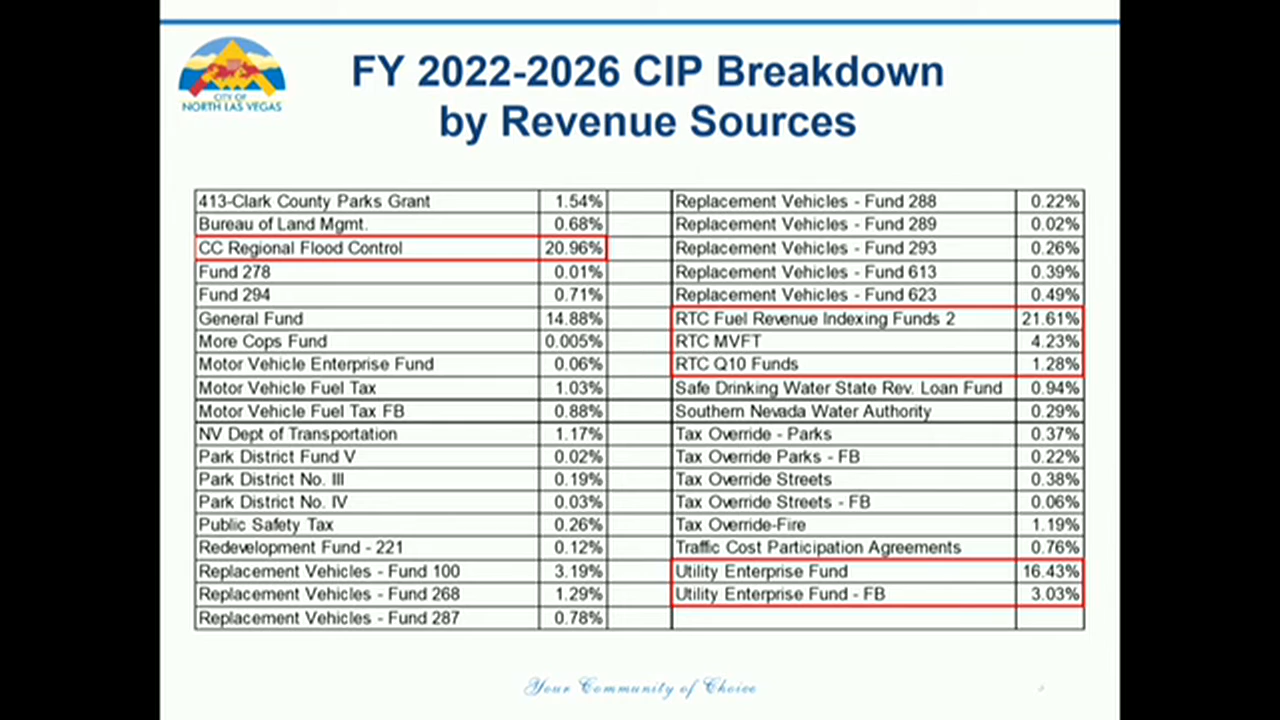 CITY OF
NORTH LAS VEGAS
FY 2022-2026 CIP Breakdown
by Revenue Sources
413-Clark County Parks Grant 1.54%
Bureau of Land Mgmt. 0.68%
CC Regional Flood Control 20.96%
Fund 278 0.01%
Fund 294 0.71%
General Fund 14.88%
More Cops Fund 0.005%
Motor Vehicle Enterprise Fund 0.06%
Motor Vehicle Fuel Tax 1.03%
Motor Vehicle Fuel Tax FB 0.88%
NV Dept of Transportation 1.17%
Park District Fund V 0.02%
Park District No. III 0.19%
Park District No. IV 0.03%
Public Safety Tax 0.26%
Redevelopment Fund - 221 0.12%
Replacement Vehicles - Fund 100 3.19%
Replacement Vehicles - Fund 268 1.29%
Replacement Vehicles - Fund 287 0.78%
Replacement Vehicles - Fund 288 0.22%
Replacement Vehicles - Fund 289 0.02%
Replacement Vehicles - Fund 293 0.26%
Replacement Vehicles - Fund 613 0.39%
Replacement Vehicles - Fund 623 0.49%
RTC Fuel Revenue Indexing Funds 2 21.61%
RTC MVFT 4.23%
RTC Q10 Funds 1.28%
Safe Drinking Water State Rev. Loan Fund 0.94%
Southern Nevada Water Authority 0.29%
Tax Override - Parks 0.37%
Tax Override Parks - FB 0.22%
Tax Override Streets 0.38%
Tax Override Streets - FB 0.06%
Tax Override-Fire 1.19%
Traffic Cost Participation Agreements 0.76%
Utility Enterprise Fund 16.43%
Utility Enterprise Fund - FB 3.03%
Your Community of Choice